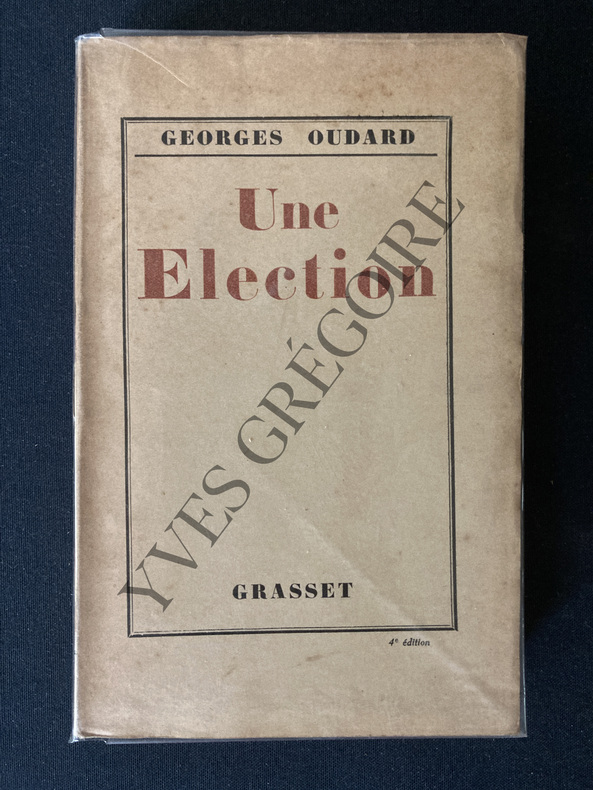 GEORGES OUDARD
Une
Election
YVES GRÉGOIRE
GRASSET
4e édition